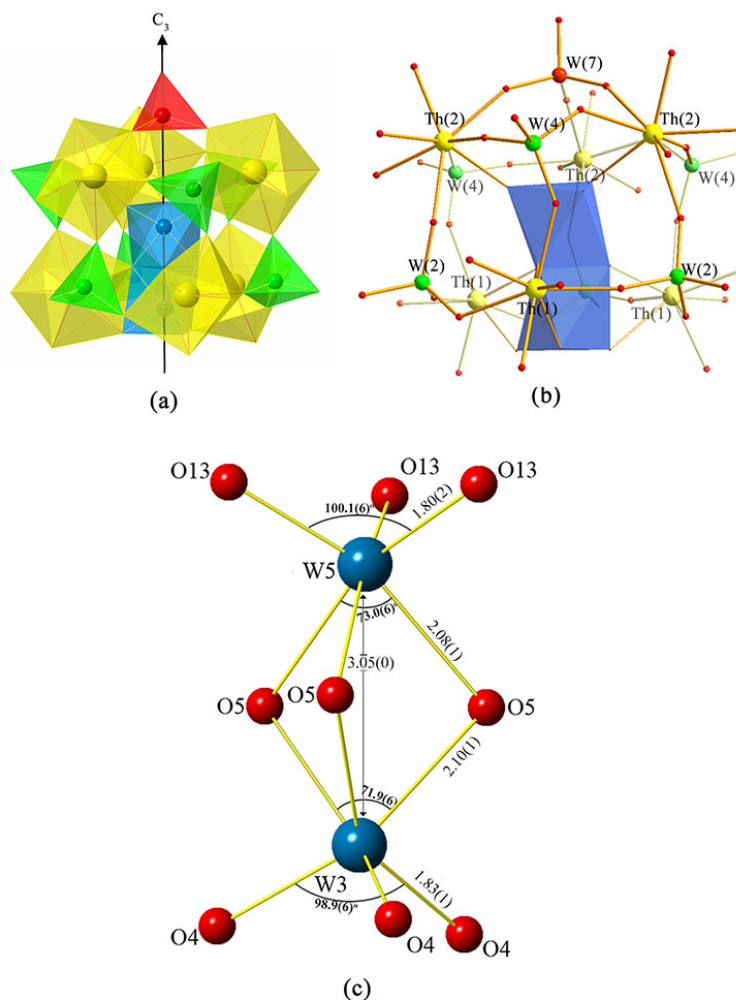 C₃
(a)
W(7)
Th(2)
Th(2)
W(4)
W(4)
Th(2)
W(4)
W(2)
Th(1)
Th(1)
W(2)
Th(1)
(b)
O13
O13
O13
100.1(6)°
1.80(2)
W5
73.0(6)°
2.08(1)
3.05(0)
O5
O5
O5
2.10(1)
71.9(6)
W3
1.83(1)
98.9(6)°
O4
O4
O4
(c)